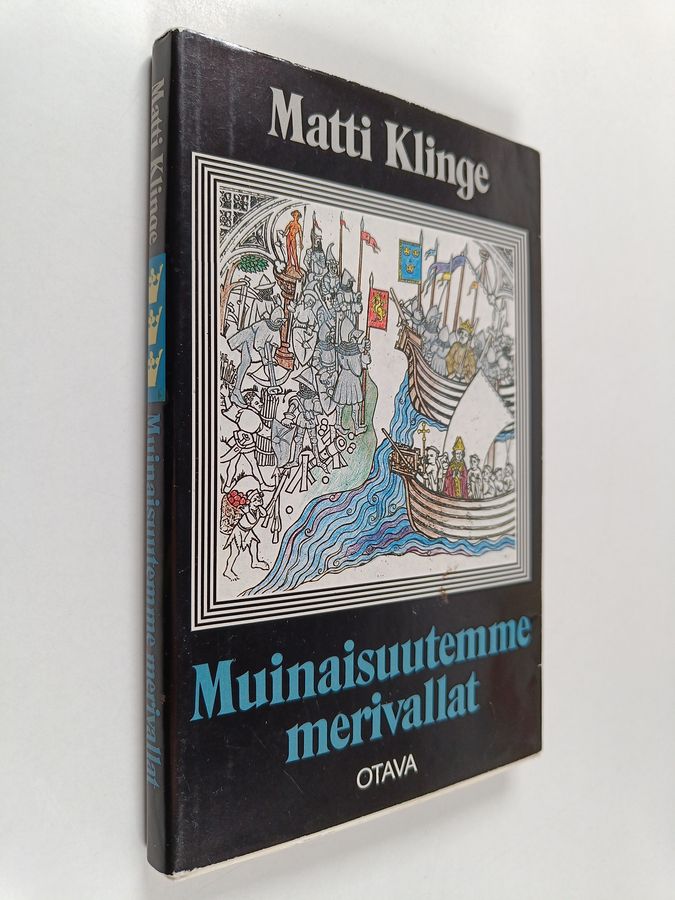 Matti Klinge
Muinaisuutemme
merivallat
OTAVA
Matti Klinge
Muinaisuutemme merivallat